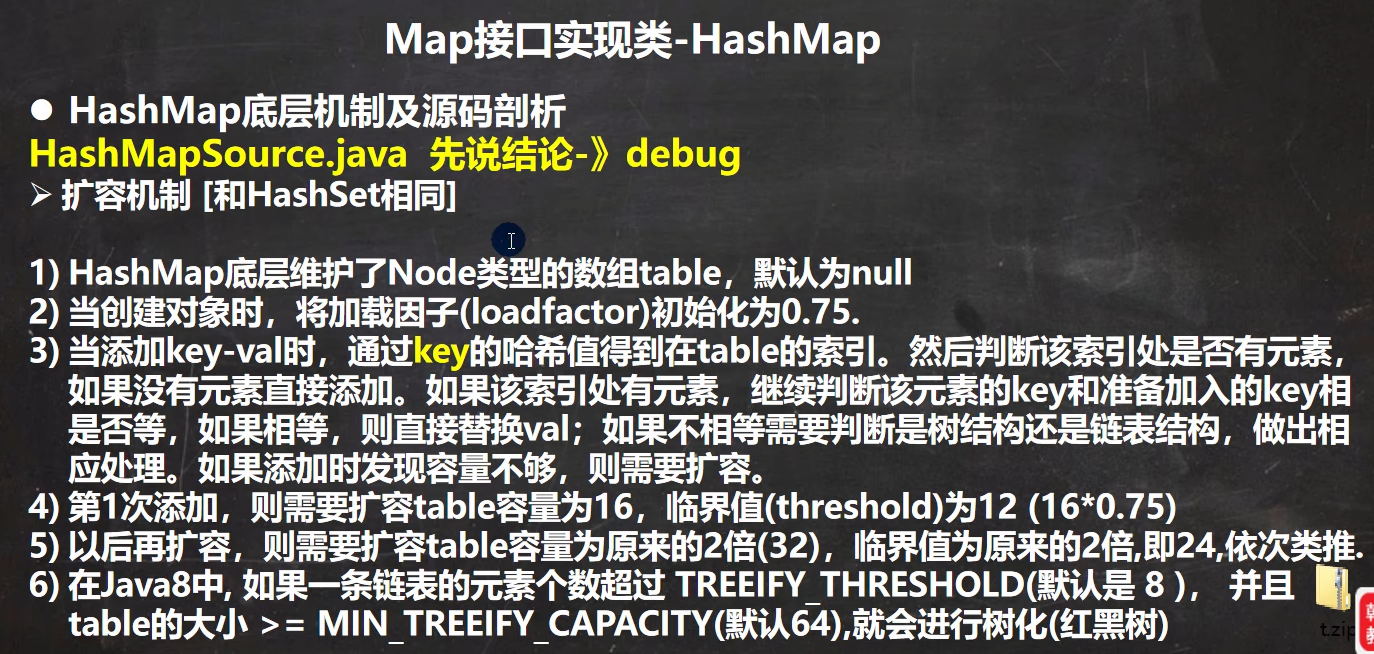 Map接口实现类-HashMap
● HashMap底层机制及源码剖析
HashMapSource.java 先说结论-》debug
➢ 扩容机制 [和HashSet相同]
1) HashMap底层维护了Node类型的数组table，默认为null
2) 当创建对象时，将加载因子(loadfactor)初始化为0.75.
3) 当添加key-val时，通过key的哈希值得到在table的索引。然后判断该索引处是否有元素，
如果没有元素直接添加。如果该索引处有元素，继续判断该元素的key和准备加入的key相
是否等，如果相等，则直接替换val；如果不相等需要判断是树结构还是链表结构，做出相
应处理。如果添加时发现容量不够，则需要扩容。
4) 第1次添加，则需要扩容table容量为16，临界值(threshold)为12 (16*0.75)
5) 以后再扩容，则需要扩容table容量为原来的2倍(32)，临界值为原来的2倍,即24,依次类推.
6) 在Java8中, 如果一条链表的元素个数超过 TREEIFY_THRESHOLD(默认是 8 )， 并且
table的大小 >= MIN_TREEIFY_CAPACITY(默认64),就会进行树化(红黑树)
t.zip